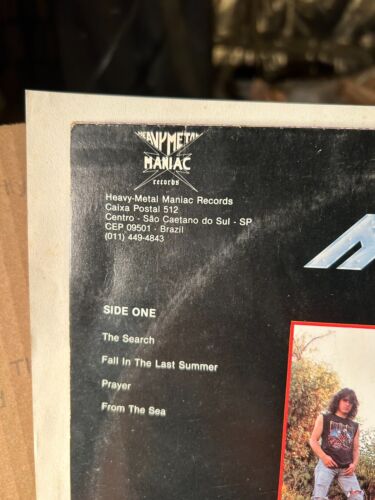 HEAVY METAL
MANIAC
records
Heavy-Metal Maniac Records
Caixa Postal 512
Centro - São Caetano do Sul - SP
CEP 09501 - Brazil
(011) 449-4843
SIDE ONE
The Search
Fall In The Last Summer
Prayer
From The Sea